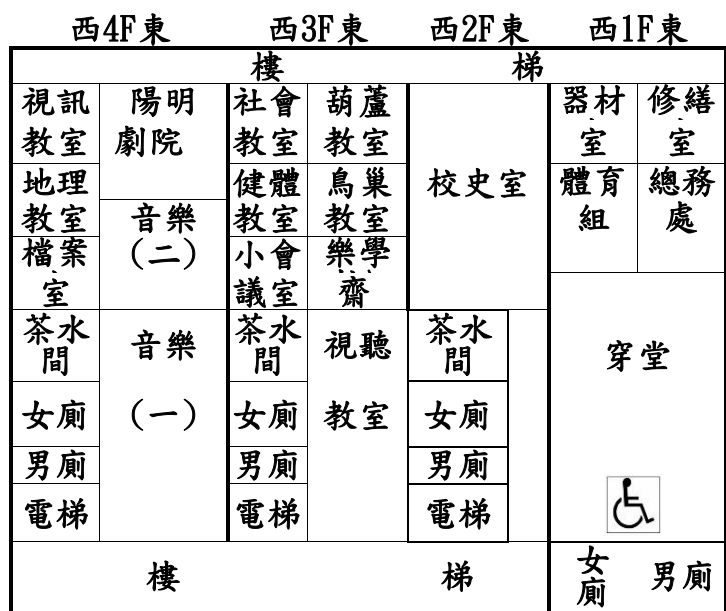 西4F東 西3F東 西2F東 西1F東
樓 梯
視訊 陽明 社會 葫蘆 器材 修繕
教室 劇院 教室 教室 室 室
地理 健體 鳥巢 校史室 體育 總務
教室 音樂 教室 教室 組 處
檔案 （二） 小會 樂學
室 議室 齋
茶水 音樂 茶水 視聽 茶水 穿堂
間 間 間
女廁 （一） 女廁 教室 女廁
男廁 男廁 男廁
電梯 電梯 電梯
樓 梯 女 男廁
廁